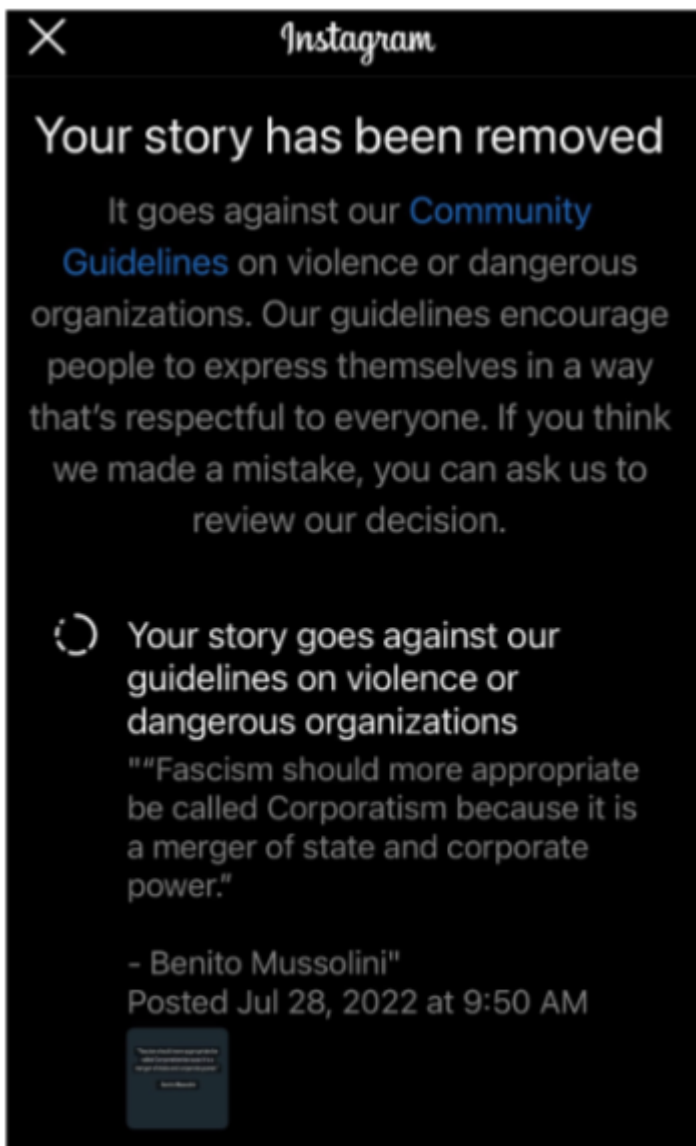 Instagram
Your story has been removed
It goes against our Community
Guidelines on violence or dangerous
organizations. Our guidelines encourage
people to express themselves in a way
that's respectful to everyone. If you think
we made a mistake, you can ask us to
review our decision.
Your story goes against our
guidelines on violence or
dangerous organizations
"“Fascism should more appropriate
be called Corporatism because it is
a merger of state and corporate
power.”
- Benito Mussolini"
Posted Jul 28, 2022 at 9:50 AM